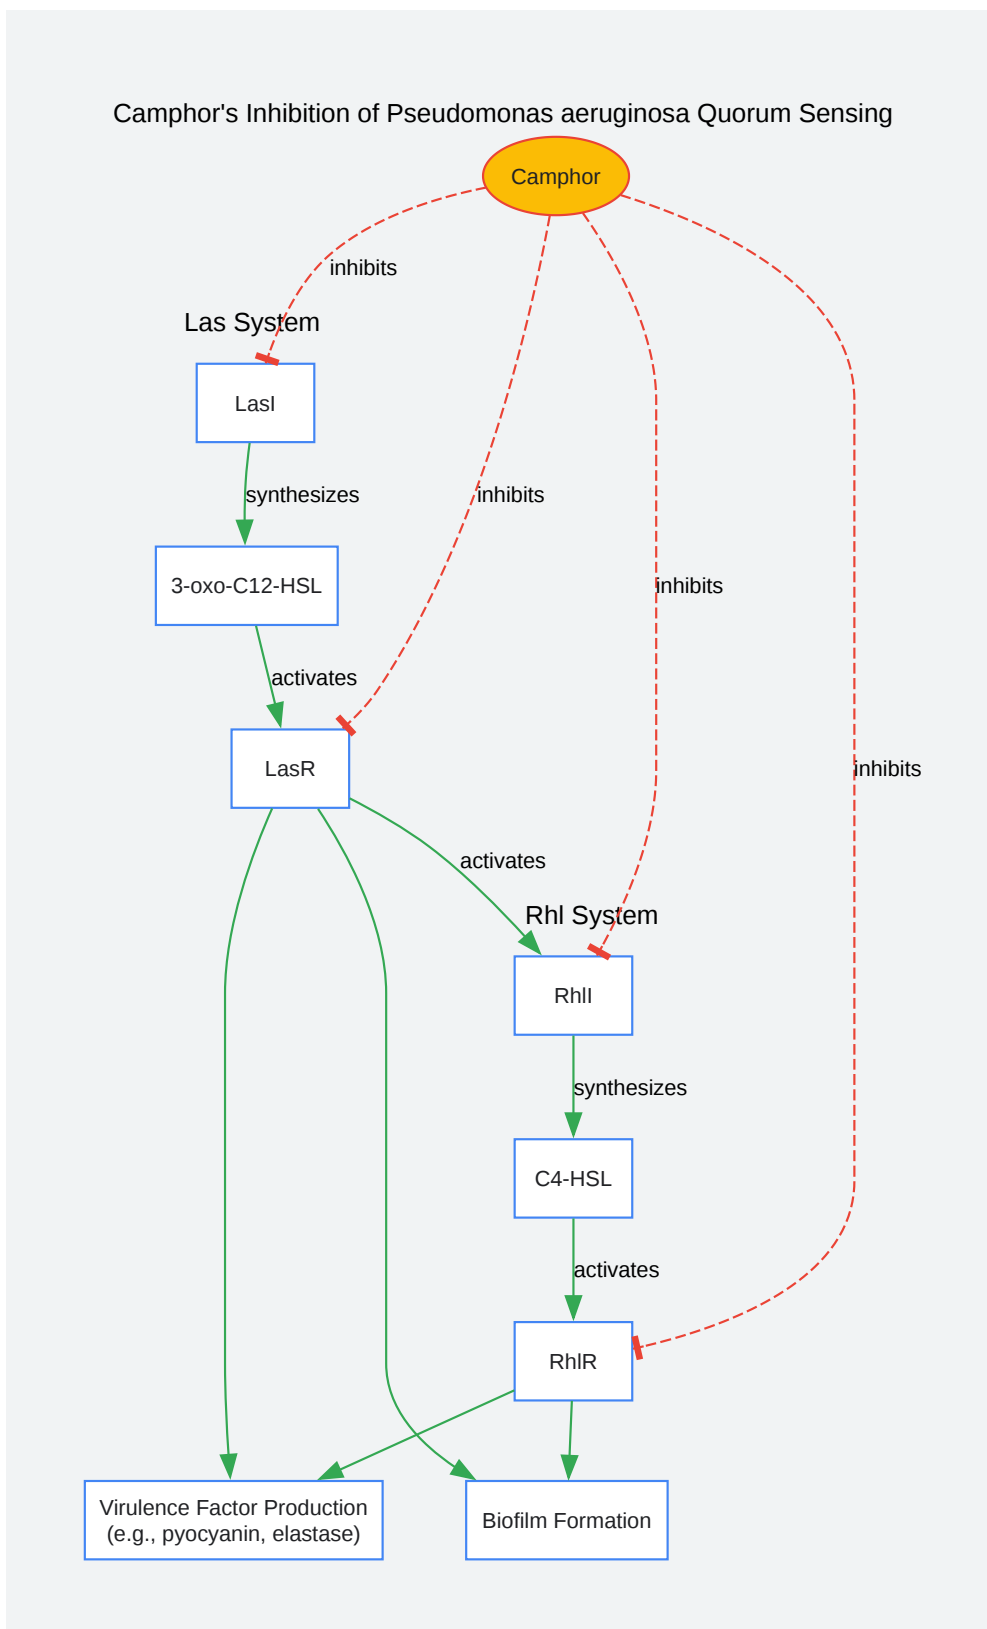 Camphor's Inhibition of Pseudomonas aeruginosa Quorum Sensing
Camphor
inhibits
Las System
LasI
synthesizes
inhibits
3-oxo-C12-HSL
inhibits
activates
LasR
inhibits
activates
Rhl System
RhlI
synthesizes
C4-HSL
activates
RhlR
Virulence Factor Production
(e.g., pyocyanin, elastase)
Biofilm Formation